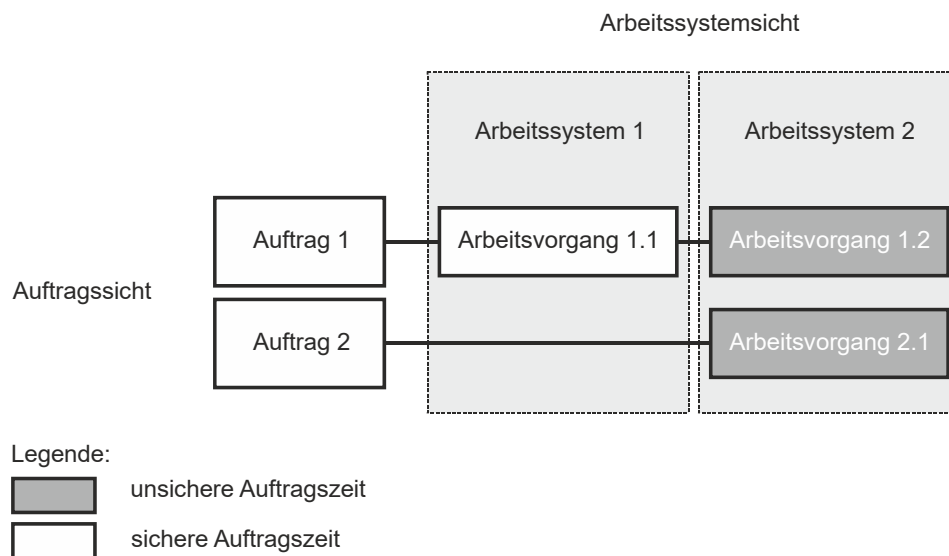 Arbeitssystemsicht
Arbeitssystem 1
Arbeitssystem 2
Auftrag 1
Arbeitsvorgang 1.1
Arbeitsvorgang 1.2
Auftragssicht
Auftrag 2
Arbeitsvorgang 2.1
Legende:
unsichere Auftragszeit
sichere Auftragszeit